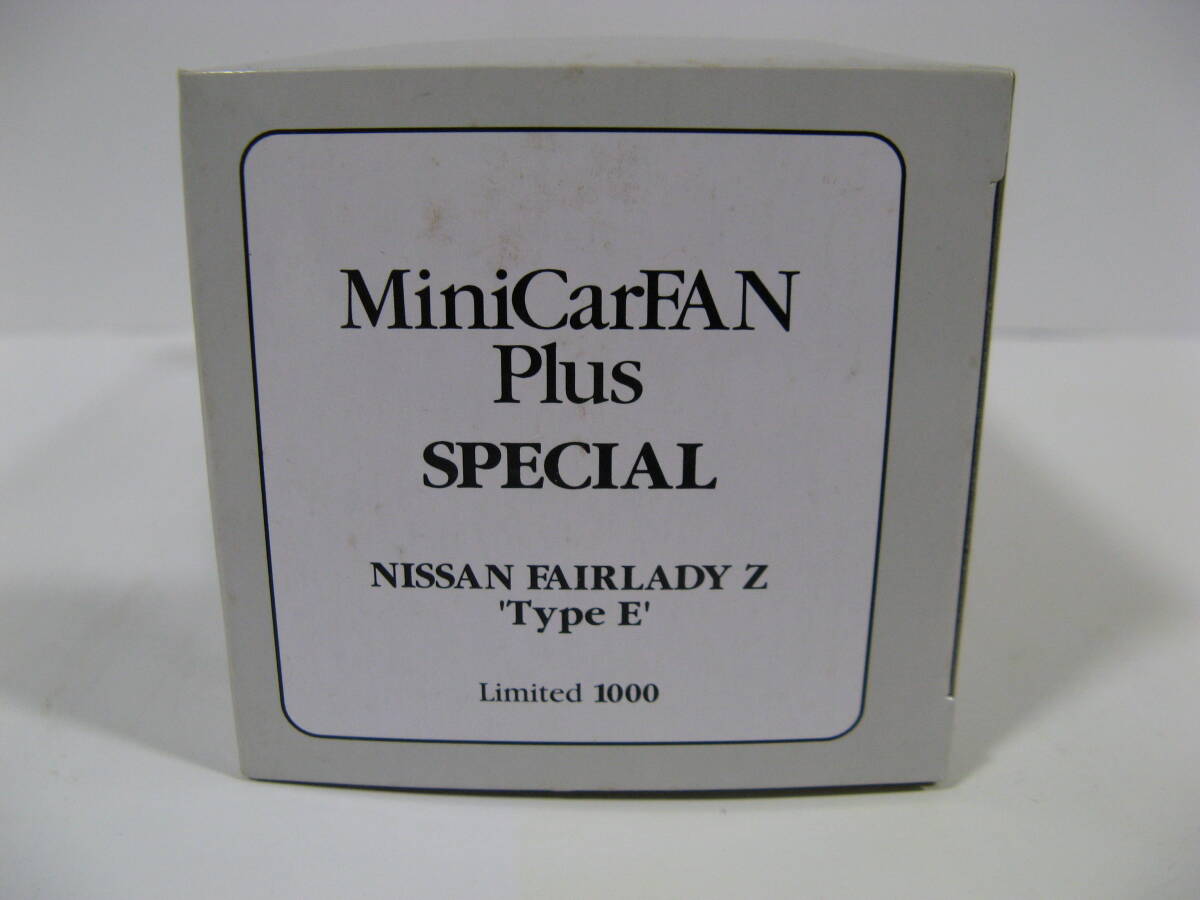 MiniCarFAN
Plus
SPECIAL
NISSAN FAIRLADY Z
'Type E'
Limited 1000